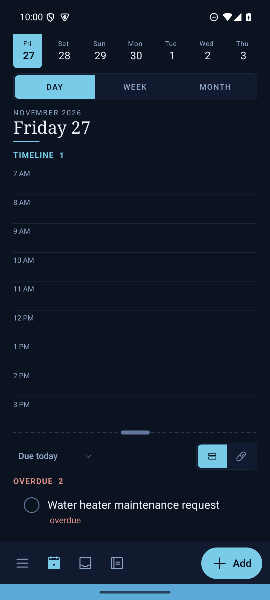 10:00
Fri Sat Sun Mon Tue Wed Thu
27 28 29 30 1 2 3
DAY WEEK MONTH
NOVEMBER 2026
Friday 27
TIMELINE 1
7 AM
8 AM
9 AM
10 AM
11 AM
12 PM
1 PM
2 PM
3 PM
Due today
OVERDUE 2
Water heater maintenance request
overdue
Add